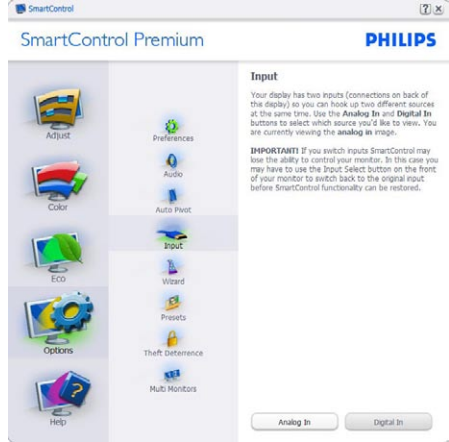 SmartControl
SmartControl Premium
PHILIPS
Adjust
Color
Eco
Options
Help
Preferences
Audio
Auto Pivot
Input
Wizard
Presets
Theft Deterrence
Multi Monitors
Input
Your display has two inputs (connections on back of
this display) so you can hook up two different sources
at the same time. Use the Analog In and Digital In
buttons to select which source you'd like to view. You
are currently viewing the analog in image.
IMPORTANT! If you switch inputs SmartControl may
lose the ability to control your monitor. In this case you
may have to use the Input Select button on the front
of your monitor to switch back to the original input
before SmartControl functionality can be restored.
Analog In
Digital In